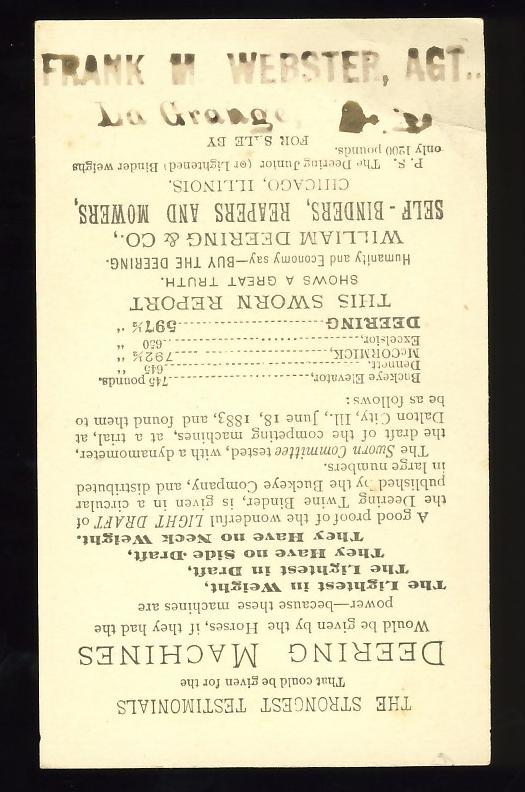 THE STRONGEST TESTIMONIALS
That could be given for the
DEERING MACHINES
Would be given by the Horses, if they had the
power—because these machines are
The Lightest in Weight,
The Lightest in Draft,
They Have no Side Draft,
They Have no Neck Weight.
A good proof of the wonderful LIGHT DRAFT of
the Deering Twine Binder, is given in a circular
published by the Buckeye Company, and distributed
in large numbers.
The Sworn Committee tested, with a dynamometer,
the draft of the competing machines, at a trial, at
Dalton City, Ill., June 18, 1883, and found them to
be as follows:
Buckeye Elevator, 745 pounds.
Dennett. 645 "
McCORMICK, 792½ "
Excelsior, 650 "
DEERING 597½ "
THIS SWORN REPORT
SHOWS A GREAT TRUTH.
Humanity and Economy say—BUY THE DEERING.
WILLIAM DEERING & CO.,
SELF-BINDERS, REAPERS AND MOWERS,
CHICAGO, ILLINOIS.
P. S. The Deering Junior (or Lightened) Binder weighs
only 1200 pounds.
FOR SALE BY
FRANK M WEBSTER, AGT..
La Grange,